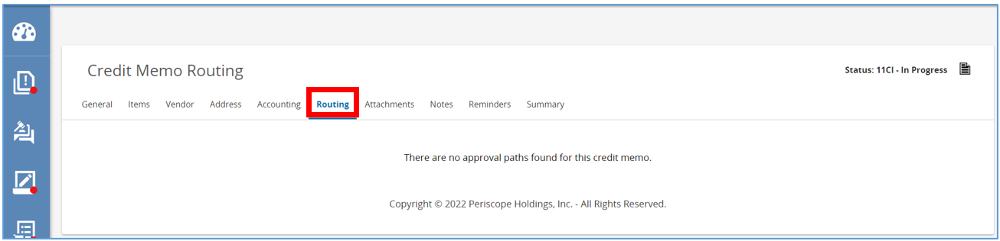 Credit Memo Routing
Status: 11CI - In Progress
General Items Vendor Address Accounting Routing Attachments Notes Reminders Summary
There are no approval paths found for this credit memo.
Copyright © 2022 Periscope Holdings, Inc. - All Rights Reserved.